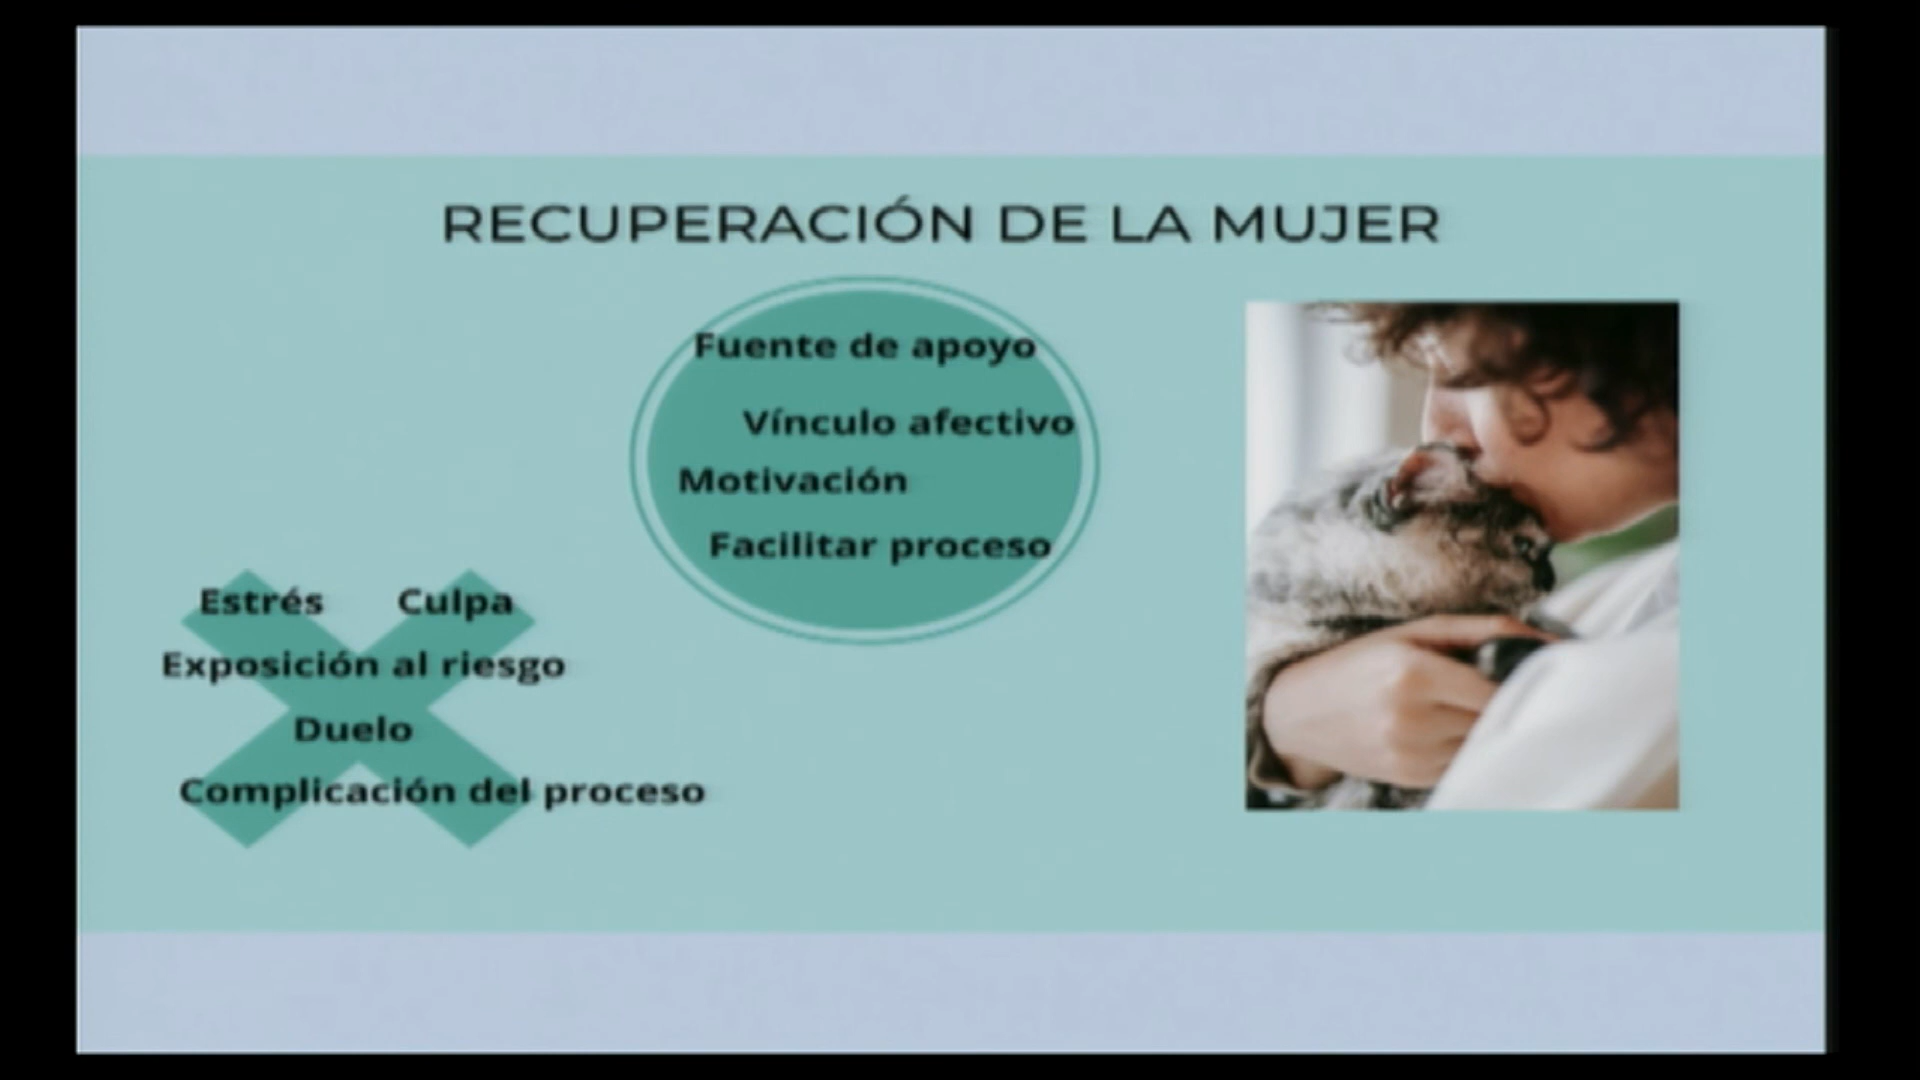 RECUPERACIÓN DE LA MUJER
Fuente de apoyo
Vínculo afectivo
Motivación
Facilitar proceso
Estrés Culpa
Exposición al riesgo
Duelo
Complicación del proceso